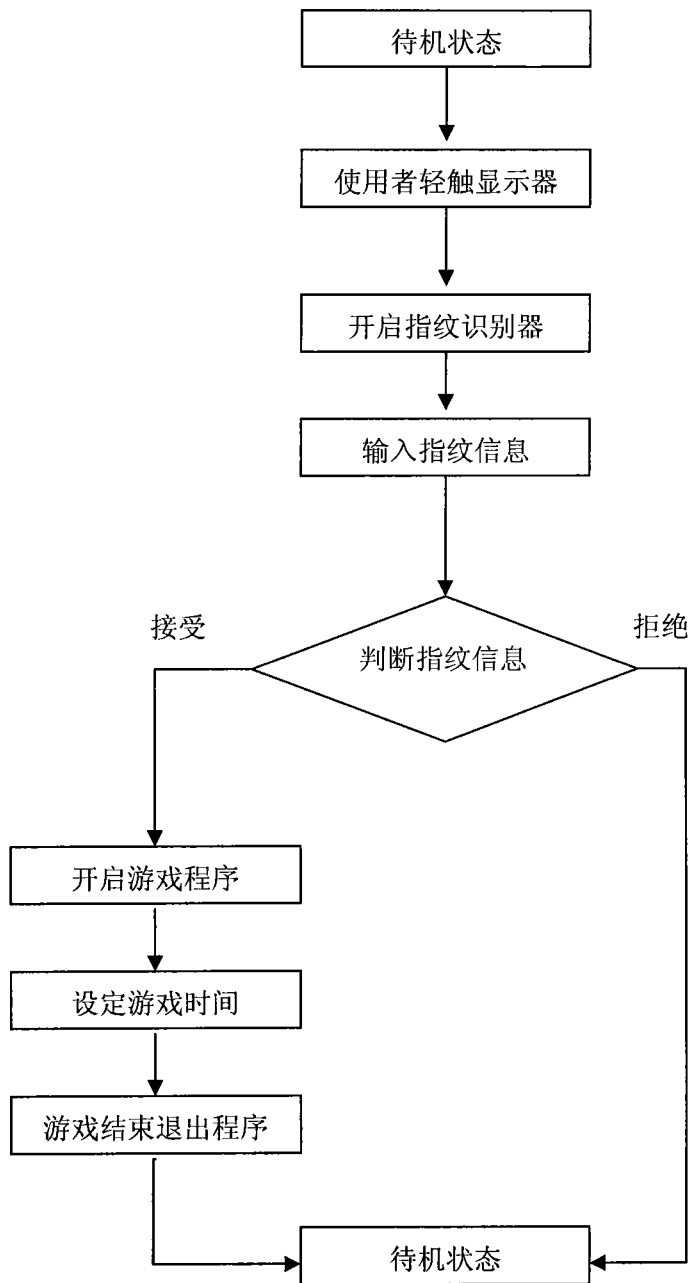 待机状态
使用者轻触显示器
开启指纹识别器
输入指纹信息
接受
判断指纹信息
拒绝
开启游戏程序
设定游戏时间
游戏结束退出程序
待机状态